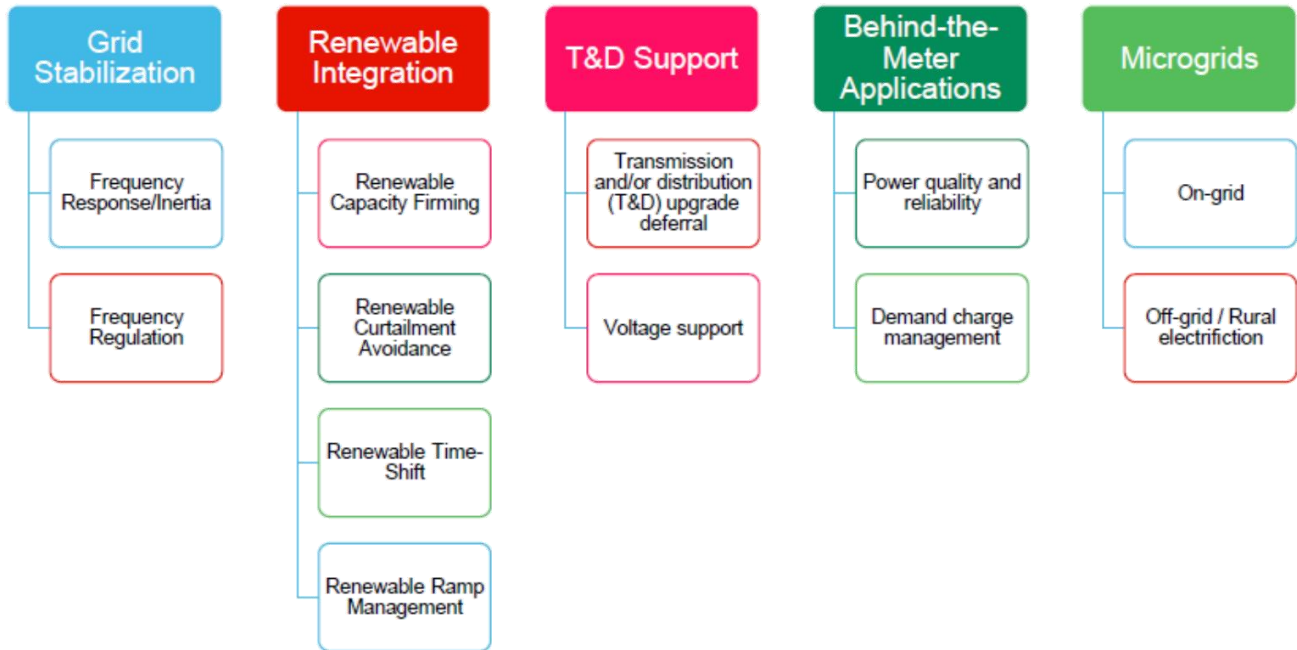 Grid
Stabilization
Frequency
Response/Inertia
Frequency
Regulation
Renewable
Integration
Renewable
Capacity Firming
Renewable
Curtailment
Avoidance
Renewable Time-
Shift
Renewable Ramp
Management
T&D Support
Transmission
and/or distribution
(T&D) upgrade
deferral
Voltage support
Behind-the-
Meter
Applications
Power quality and
reliability
Demand charge
management
Microgrids
On-grid
Off-grid / Rural
electrifiction